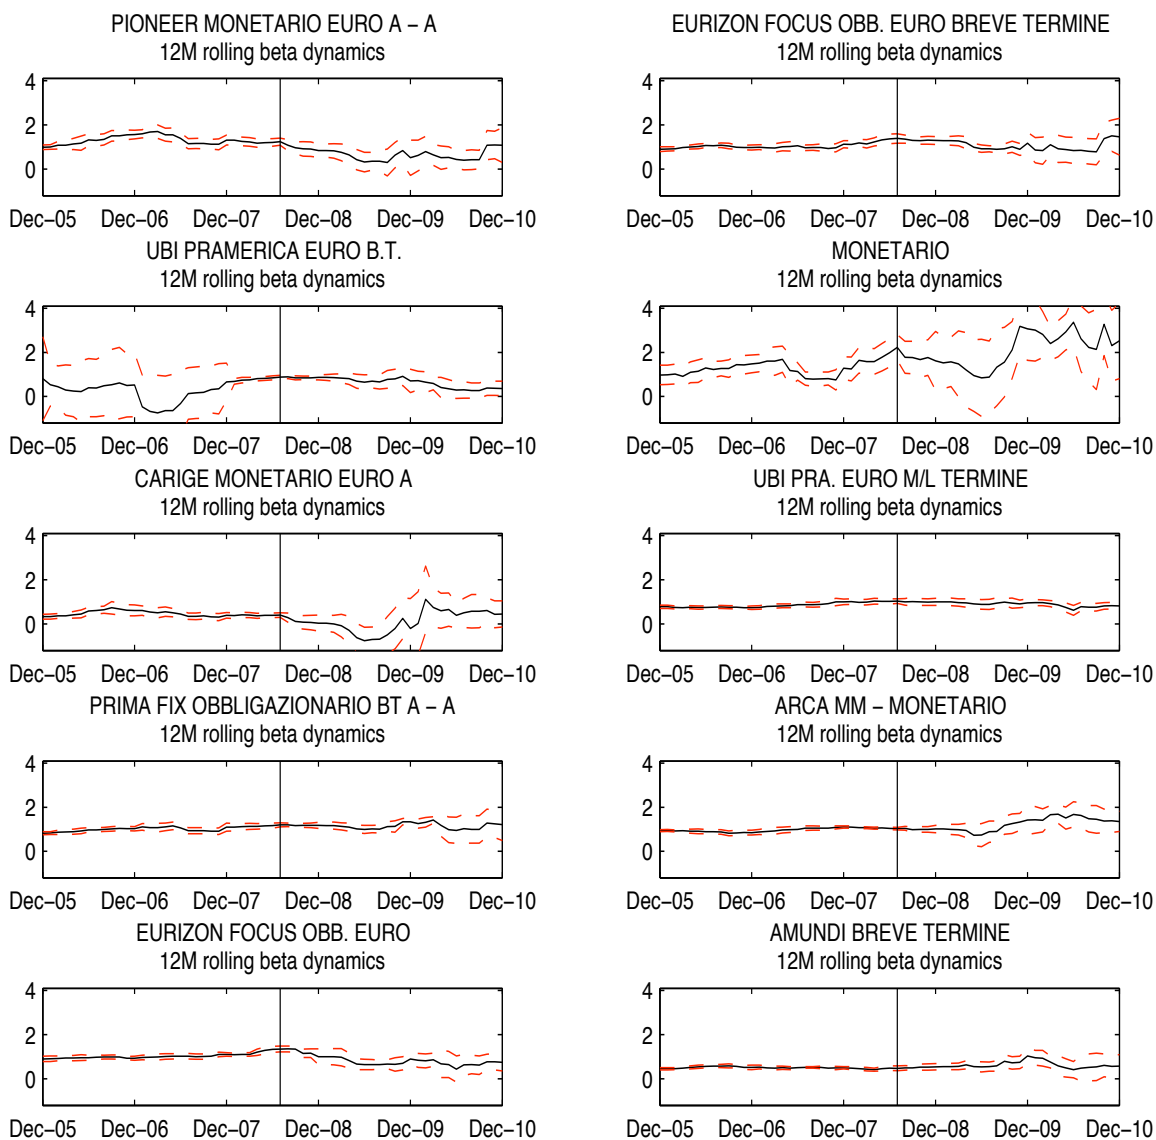 PIONEER MONETARIO EURO A − A
12M rolling beta dynamics
4
2
0
Dec−05 Dec−06 Dec−07 Dec−08 Dec−09 Dec−10
EURIZON FOCUS OBB. EURO BREVE TERMINE
12M rolling beta dynamics
4
2
0
Dec−05 Dec−06 Dec−07 Dec−08 Dec−09 Dec−10
UBI PRAMERICA EURO B.T.
12M rolling beta dynamics
4
2
0
Dec−05 Dec−06 Dec−07 Dec−08 Dec−09 Dec−10
MONETARIO
12M rolling beta dynamics
4
2
0
Dec−05 Dec−06 Dec−07 Dec−08 Dec−09 Dec−10
CARIGE MONETARIO EURO A
12M rolling beta dynamics
4
2
0
Dec−05 Dec−06 Dec−07 Dec−08 Dec−09 Dec−10
UBI PRA. EURO M/L TERMINE
12M rolling beta dynamics
4
2
0
Dec−05 Dec−06 Dec−07 Dec−08 Dec−09 Dec−10
PRIMA FIX OBBLIGAZIONARIO BT A − A
12M rolling beta dynamics
4
2
0
Dec−05 Dec−06 Dec−07 Dec−08 Dec−09 Dec−10
ARCA MM − MONETARIO
12M rolling beta dynamics
4
2
0
Dec−05 Dec−06 Dec−07 Dec−08 Dec−09 Dec−10
EURIZON FOCUS OBB. EURO
12M rolling beta dynamics
4
2
0
Dec−05 Dec−06 Dec−07 Dec−08 Dec−09 Dec−10
AMUNDI BREVE TERMINE
12M rolling beta dynamics
4
2
0
Dec−05 Dec−06 Dec−07 Dec−08 Dec−09 Dec−10